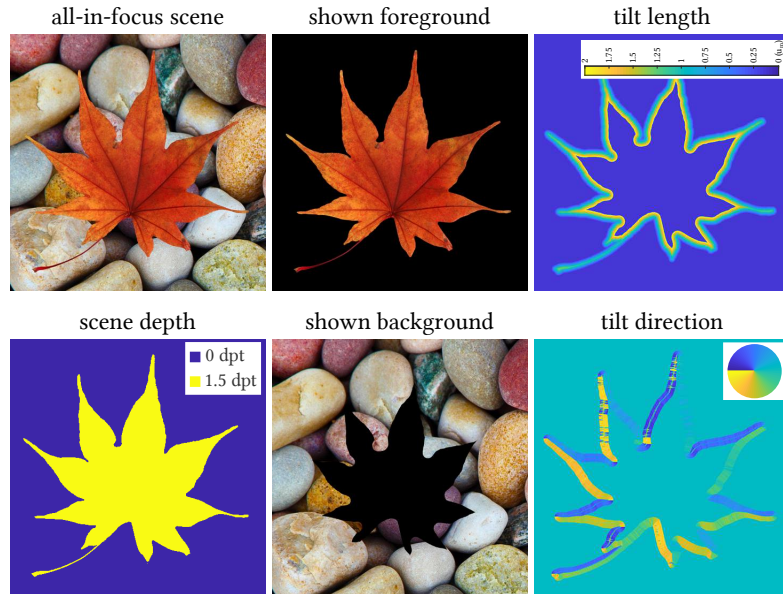 all-in-focus scene
shown foreground
tilt length
2 1.75 1.5 1.25 1 0.75 0.5 0.25 0 (um)
scene depth
shown background
tilt direction
0 dpt
1.5 dpt